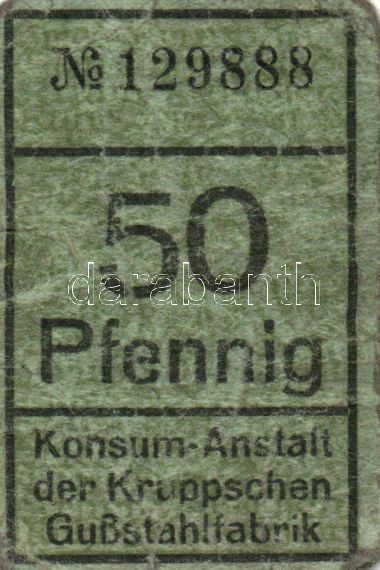 № 129888
50
darabanth
Pfennig
Konsum-Anstalt
der Kruppschen
Gußstahlfabrik